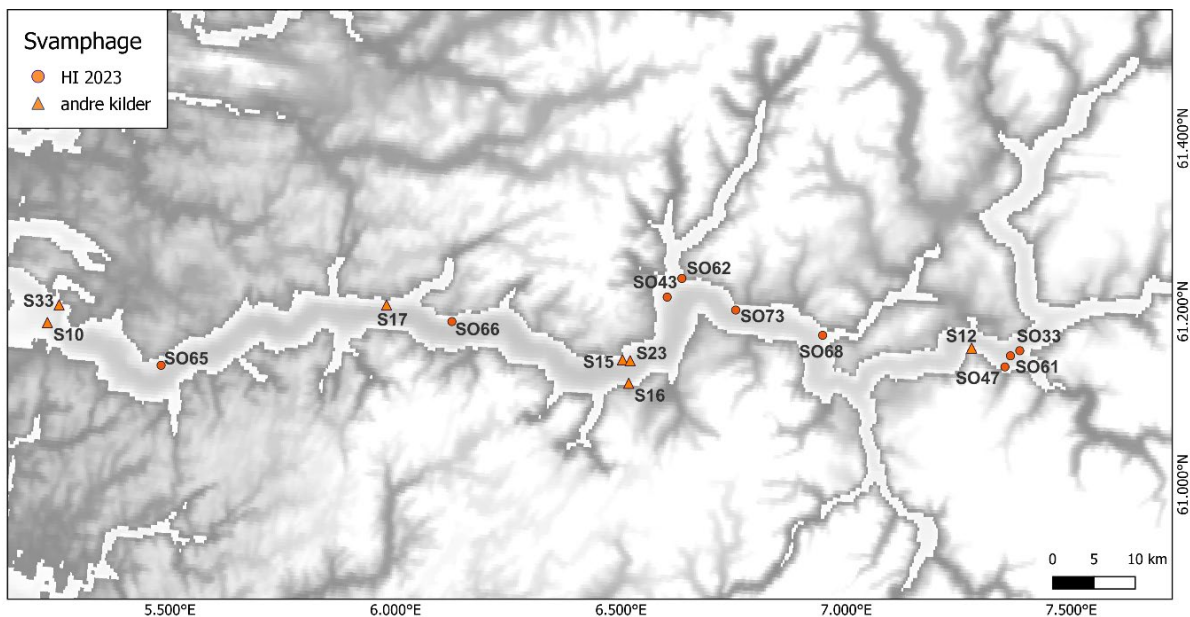 Svamphage
HI 2023
andre kilder
61.400°N
SO62
SO43
S33
S10
S17
SO66
SO73
61.200°N
SO65
S15
S23
S16
SO68
S12
SO33
SO61
SO47
61.000°N
0 5 10 km
5.500°E 6.000°E 6.500°E 7.000°E 7.500°E